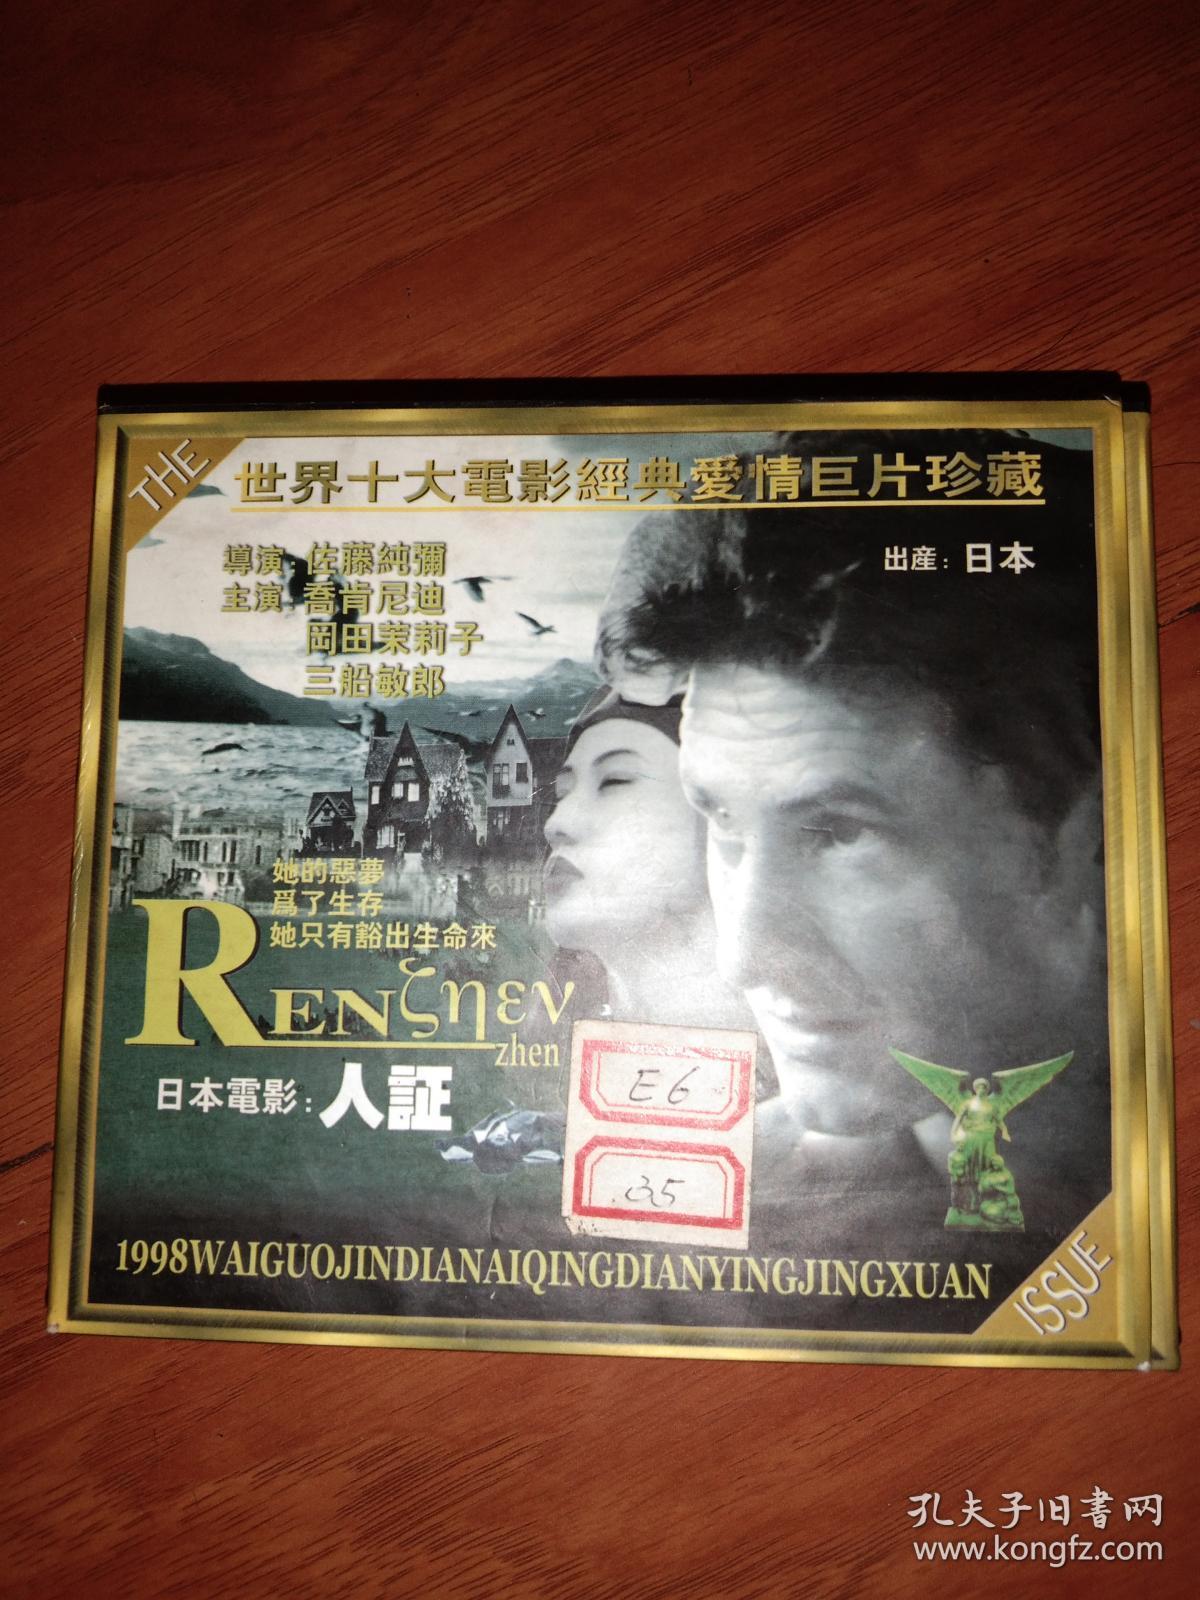 THE
世界十大電影經典愛情巨片珍藏
導演：佐藤純彌
主演：喬肯尼迪
岡田茉莉子
三船敏郎
出産：日本
她的惡夢
爲了生存
她只有豁出生命來
RENζηεν
zhen
日本電影：人証
E6
35
1998WAIGUOJINDIANAIQINGDIANYINGJINGXUAN
ISSUE
孔夫子旧书网
www.kongfz.com